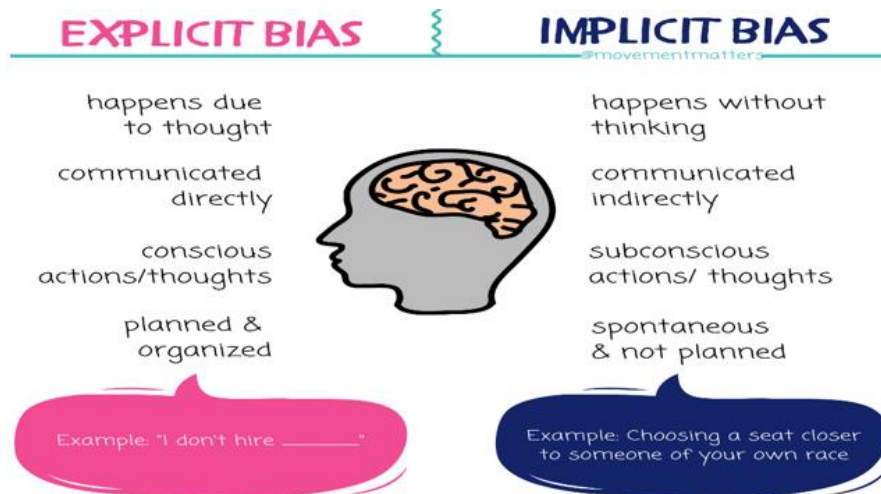 EXPLICIT BIAS
happens due
to thought
communicated
directly
conscious
actions/thoughts
planned &
organized
Example: "I don't hire ________"
IMPLICIT BIAS
@movementmatters
happens without
thinking
communicated
indirectly
subconscious
actions/ thoughts
spontaneous
& not planned
Example: Choosing a seat closer
to someone of your own race